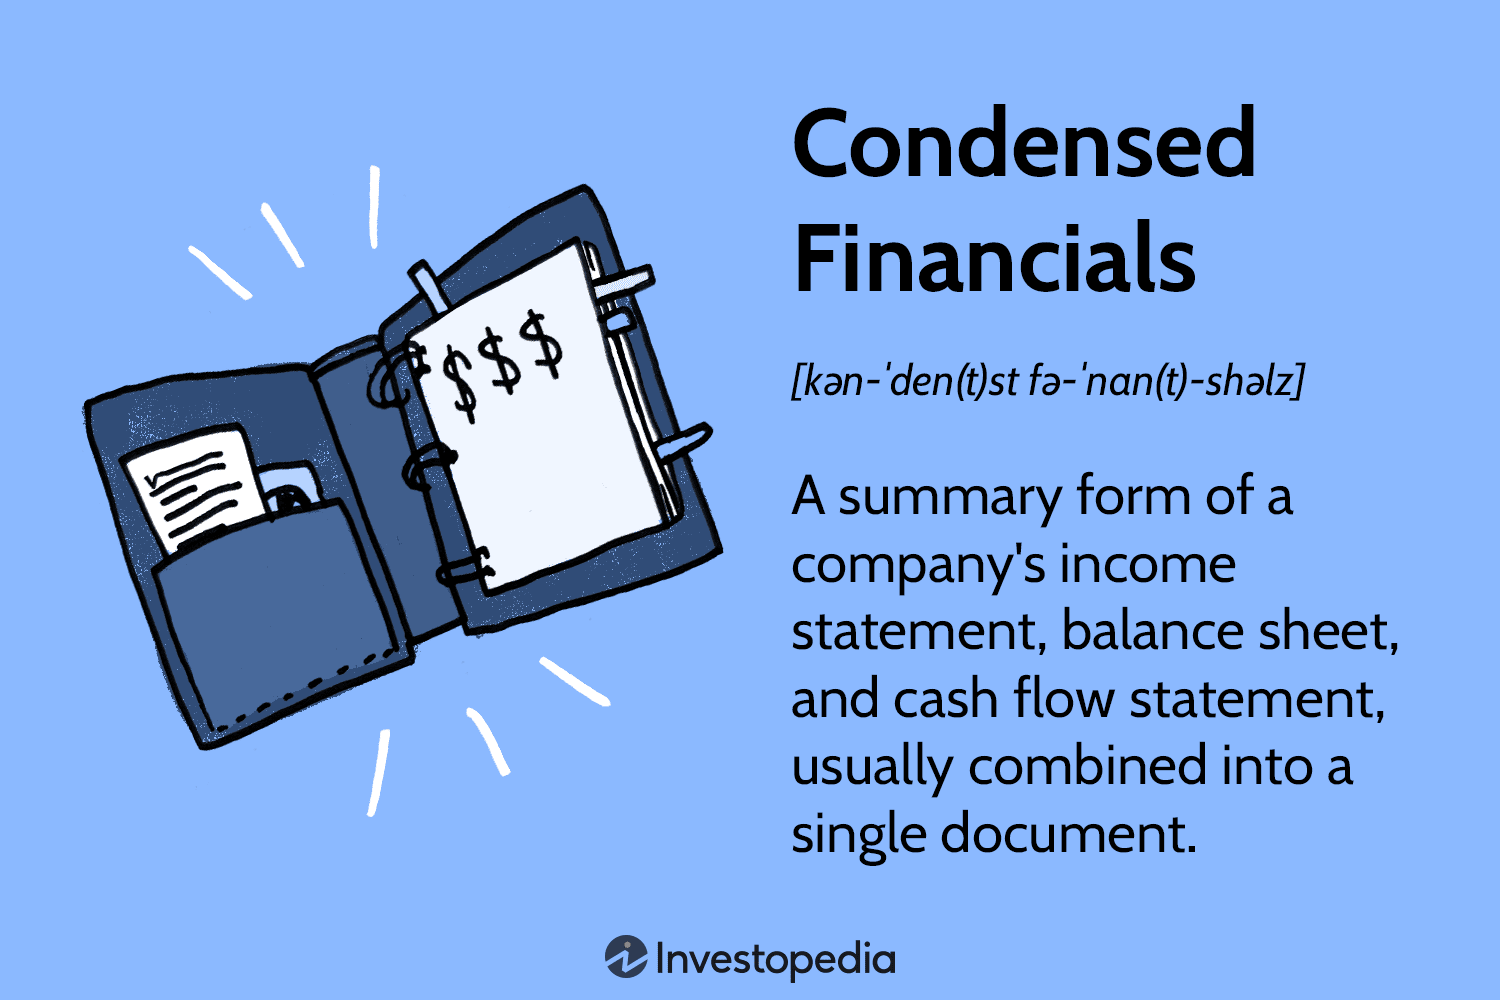 Condensed
Financials
[kən-ˈden(t)st fə-ˈnan(t)-shəlz]
A summary form of a
company's income
statement, balance sheet,
and cash flow statement,
usually combined into a
single document.
$$$$
Investopedia